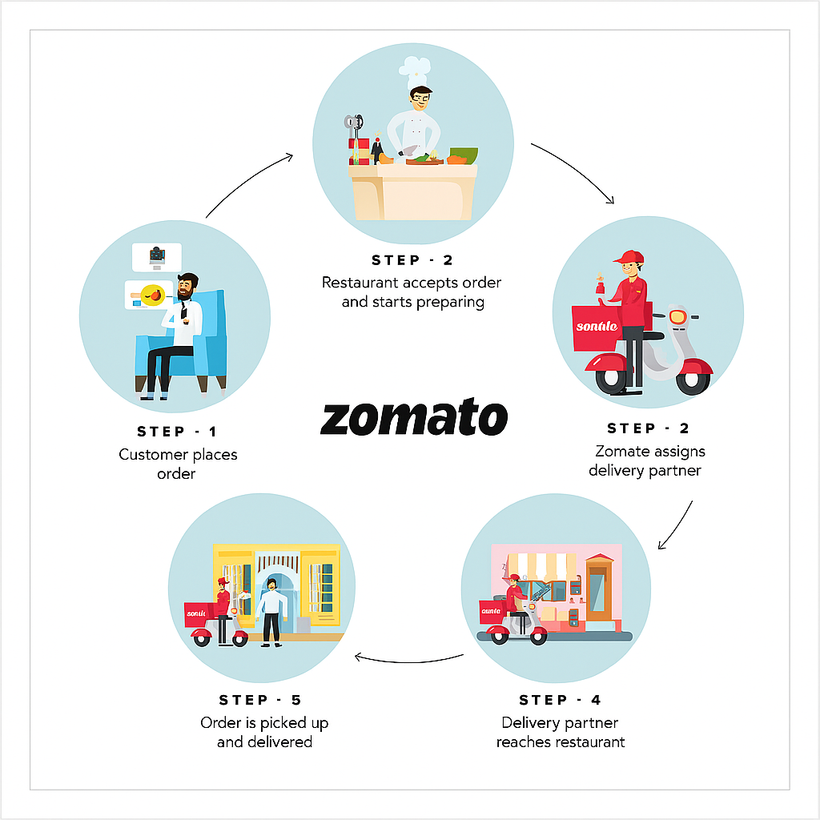 STEP - 2
Restaurant accepts order
and starts preparing
STEP - 1
Customer places
order
zomato
sonále
STEP - 2
Zomate assigns
delivery partner
STEP - 5
Order is picked up
and delivered
STEP - 4
Delivery partner
reaches restaurant